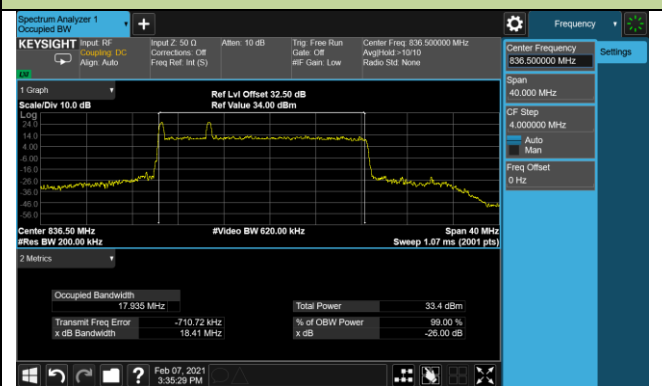 Spectrum Analyzer 1
Occupied BW
Frequency
KEYSIGHT
Input: RF
Coupling: DC
Align: Auto
Input Z: 50 Ω
Corrections: Off
Freq Ref: Int (S)
Atten: 10 dB
Trig: Free Run
Gate: Off
#IF Gain: Low
Center Freq: 836.500000 MHz
Avg|Hold:>10/10
Radio Std: None
Center Frequency
836.500000 MHz
Settings
Span
40.000 MHz
CF Step
4.000000 MHz
Auto
Man
Freq Offset
0 Hz
1 Graph
Scale/Div 10.0 dB
Ref Lvl Offset 32.50 dB
Ref Value 34.00 dBm
Log
24.0
14.0
4.00
-6.00
-16.0
-26.0
-36.0
-46.0
-56.0
Center 836.50 MHz
#Video BW 620.00 kHz
Span 40 MHz
#Res BW 200.00 kHz
Sweep 1.07 ms (2001 pts)
2 Metrics
Occupied Bandwidth
17.935 MHz
Total Power
33.4 dBm
Transmit Freq Error
-710.72 kHz
% of OBW Power
99.00 %
x dB Bandwidth
18.41 MHz
x dB
-26.00 dB
?
Feb 07, 2021
3:35:29 PM